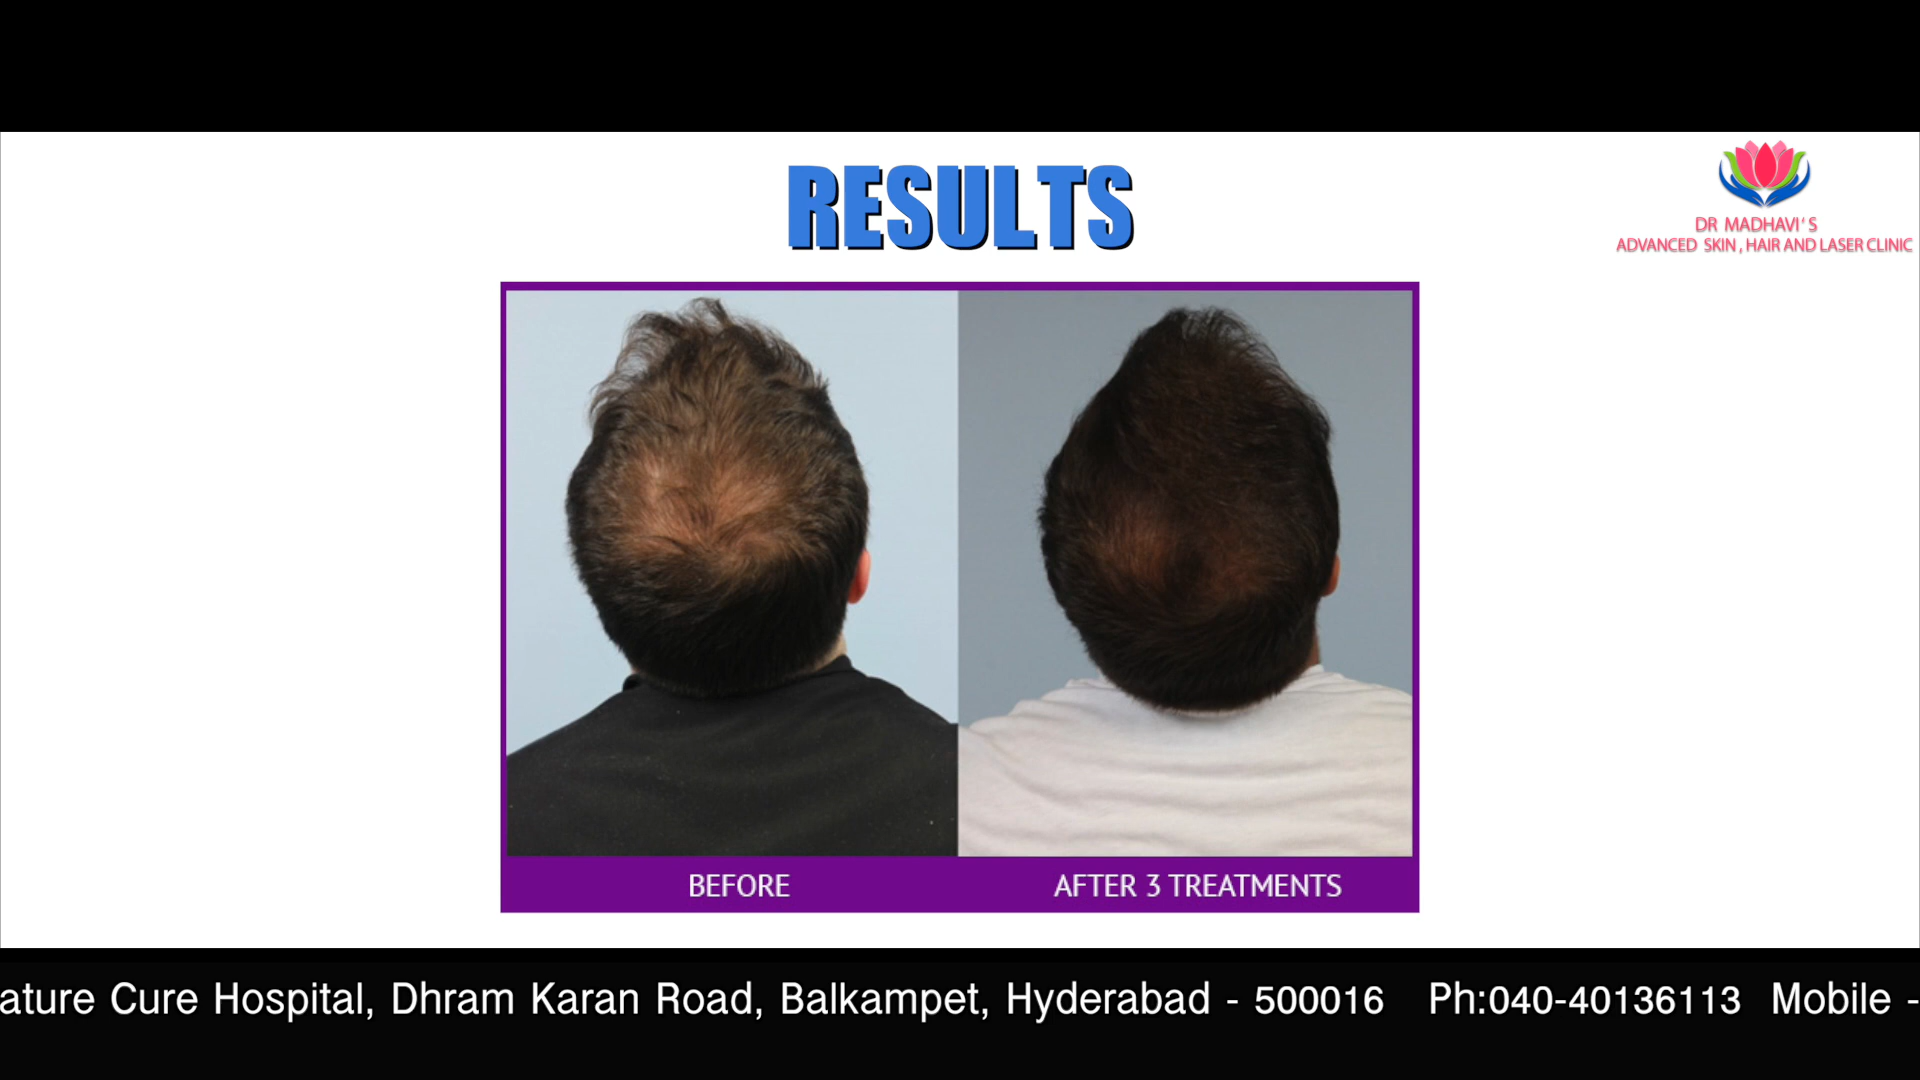 RESULTS
DR MADHAVI'S
ADVANCED SKIN, HAIR AND LASER CLINIC
BEFORE
AFTER 3 TREATMENTS
ature Cure Hospital, Dhram Karan Road, Balkampet, Hyderabad - 500016 Ph:040-40136113 Mobile -